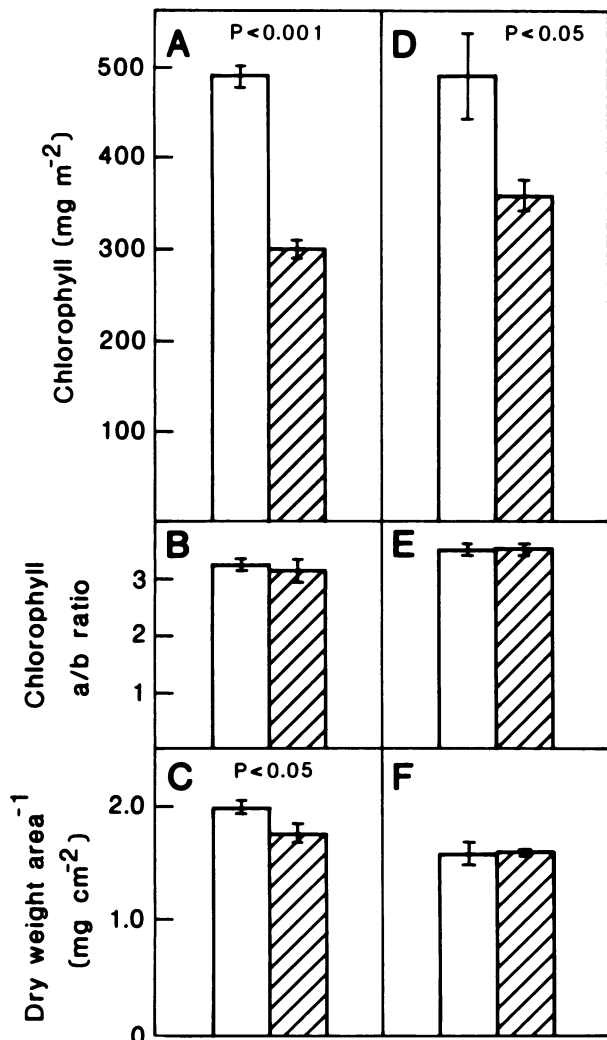 A
P<0.001
D
P<0.05
Chlorophyll (mg m⁻²)
500
400
300
200
100
B
E
Chlorophyll
a/b ratio
3
2
1
C
P<0.05
F
Dry weight area⁻¹
(mg cm⁻²)
2.0
1.0
0